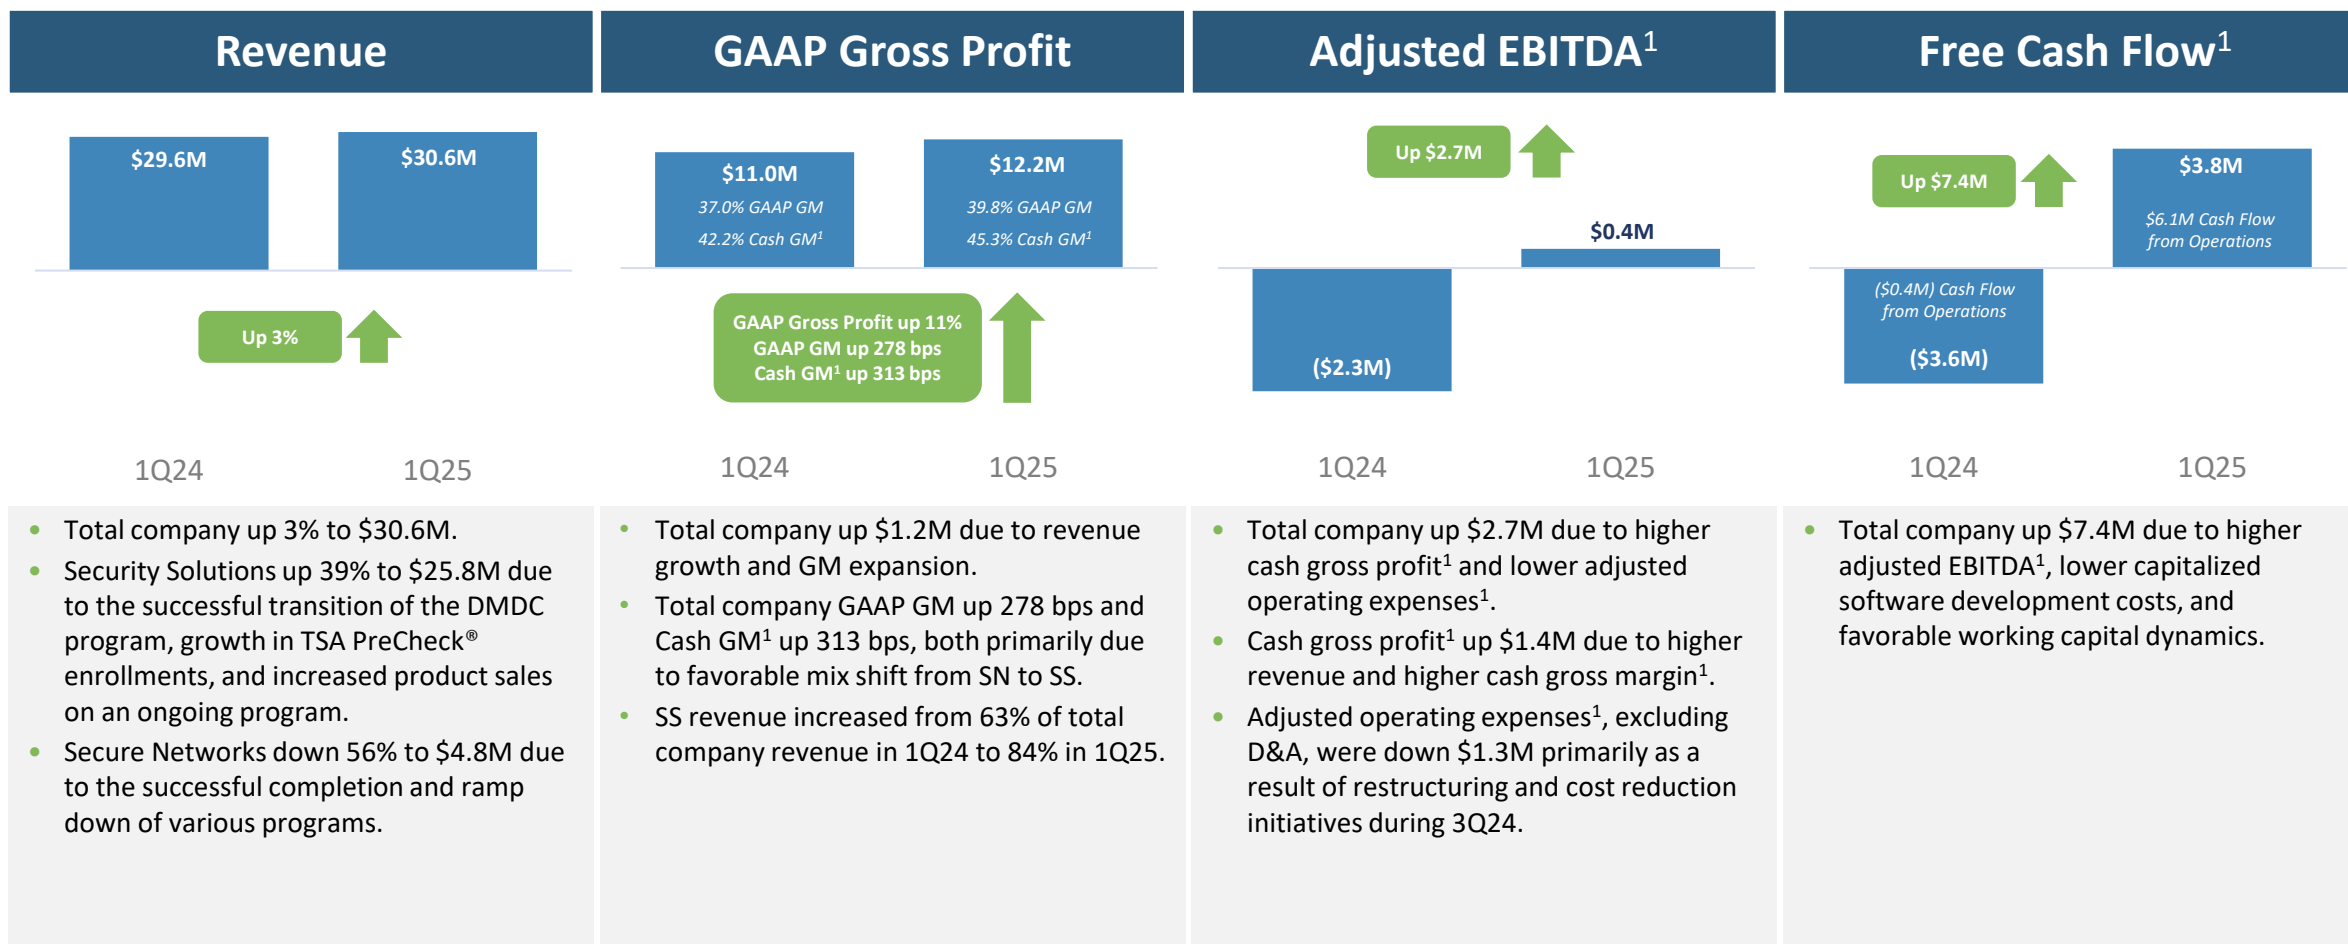 Revenue
$29.6M
$30.6M
Up 3%
1Q24
1Q25
• Total company up 3% to $30.6M.
• Security Solutions up 39% to $25.8M due
to the successful transition of the DMDC
program, growth in TSA PreCheck®
enrollments, and increased product sales
on an ongoing program.
• Secure Networks down 56% to $4.8M due
to the successful completion and ramp
down of various programs.
GAAP Gross Profit
$11.0M
37.0% GAAP GM
42.2% Cash GM¹
$12.2M
39.8% GAAP GM
45.3% Cash GM¹
GAAP Gross Profit up 11%
GAAP GM up 278 bps
Cash GM¹ up 313 bps
1Q24
1Q25
• Total company up $1.2M due to revenue
growth and GM expansion.
• Total company GAAP GM up 278 bps and
Cash GM¹ up 313 bps, both primarily due
to favorable mix shift from SN to SS.
• SS revenue increased from 63% of total
company revenue in 1Q24 to 84% in 1Q25.
Adjusted EBITDA¹
Up $2.7M
$0.4M
($2.3M)
1Q24
1Q25
• Total company up $2.7M due to higher
cash gross profit¹ and lower adjusted
operating expenses¹.
• Cash gross profit¹ up $1.4M due to higher
revenue and higher cash gross margin¹.
• Adjusted operating expenses¹, excluding
D&A, were down $1.3M primarily as a
result of restructuring and cost reduction
initiatives during 3Q24.
Free Cash Flow¹
Up $7.4M
$3.8M
$6.1M Cash Flow
from Operations
($0.4M) Cash Flow
from Operations
($3.6M)
1Q24
1Q25
• Total company up $7.4M due to higher
adjusted EBITDA¹, lower capitalized
software development costs, and
favorable working capital dynamics.